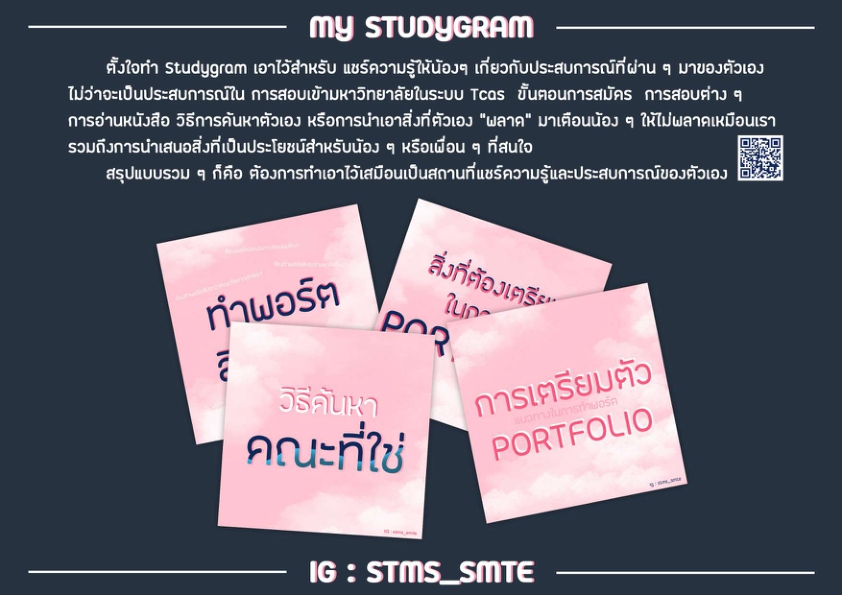 MY STUDYGRAM
ตั้งใจทำ Studygram เอาไว้สำหรับ แชร์ความรู้ให้น้องๆ เกี่ยวกับประสบการณ์ที่ผ่าน ๆ มาของตัวเอง
ไม่ว่าจะเป็นประสบการณ์ใน การสอบเข้ามหาวิทยาลัยในระบบ Tcas ขั้นตอนการสมัคร การสอบต่าง ๆ
การอ่านหนังสือ วิธีการค้นหาตัวเอง หรือการนำเอาสิ่งที่ตัวเอง "พลาด" มาเตือนน้อง ๆ ให้ไม่พลาดเหมือนเรา
รวมถึงการนำเสนอสิ่งที่เป็นประโยชน์สำหรับน้อง ๆ หรือเพื่อน ๆ ที่สนใจ
สรุปแบบรวม ๆ ก็คือ ต้องการทำเอาไว้เสมือนเป็นสถานที่แชร์ความรู้และประสบการณ์ของตัวเอง
ทำพอร์ต
สิ่งที่ต้องเตรีย
วิธีค้นหา
คณะที่ใช่
IG : stms_smte
การเตรียมตัว
แนวทางในการทำพอร์ต
PORTFOLIO
ig : stms_smte
IG : STMS_SMTE